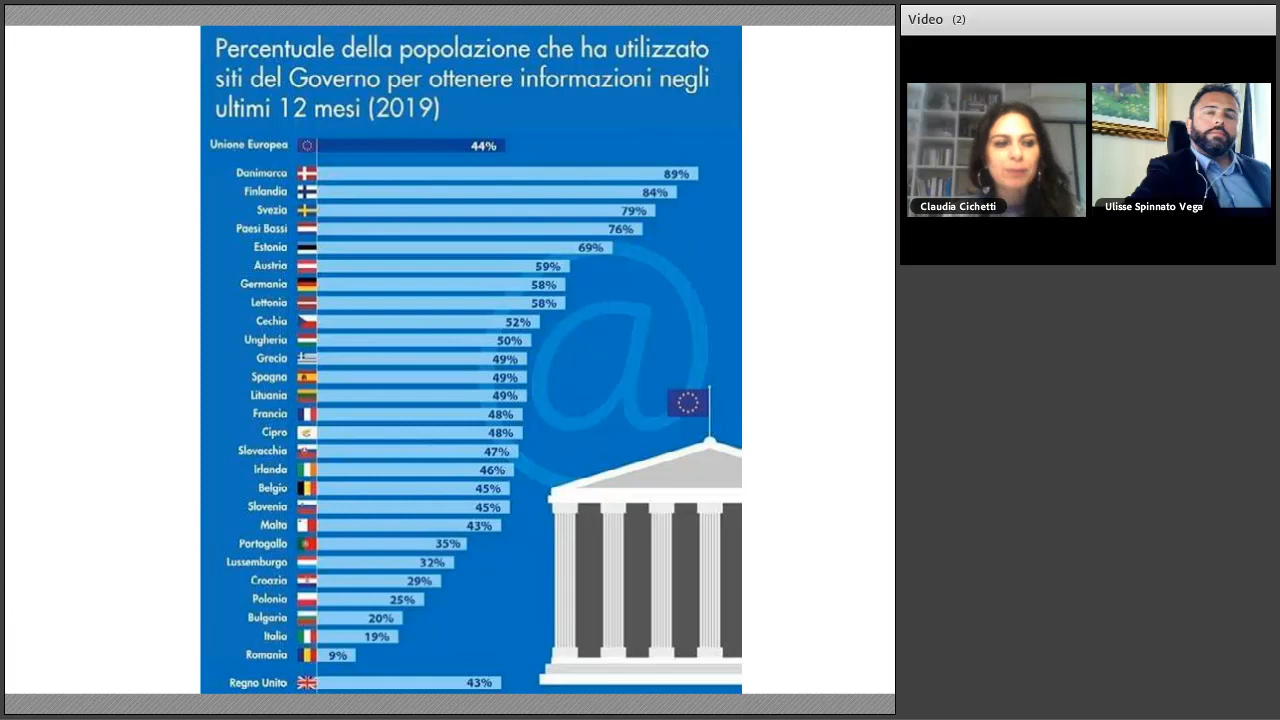 Percentuale della popolazione che ha utilizzato
siti del Governo per ottenere informazioni negli
ultimi 12 mesi (2019)
Unione Europea 44%
Danimarca 89%
Finlandia 84%
Svezia 79%
Paesi Bassi 76%
Estonia 69%
Austria 59%
Germania 58%
Lettonia 58%
Cechia 52%
Ungheria 50%
Grecia 49%
Spagna 49%
Lituania 49%
Francia 48%
Cipro 48%
Slovacchia 47%
Irlanda 46%
Belgio 45%
Slovenia 45%
Malta 43%
Portogallo 35%
Lussemburgo 32%
Croazia 29%
Polonia 25%
Bulgaria 20%
Italia 19%
Romania 9%
Regno Unito 43%
@
Video (2)
Claudia Cichetti
Ulisse Spinnato Vega